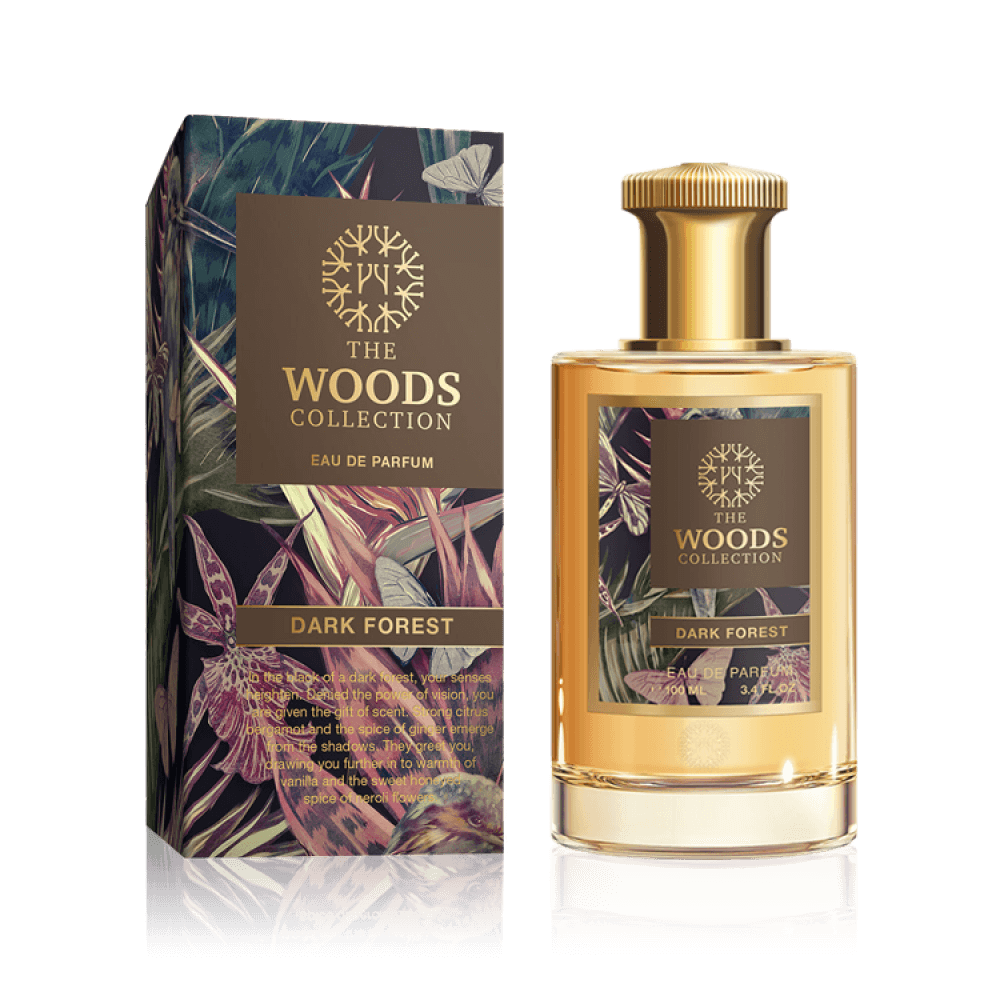 THE
WOODS
COLLECTION
EAU DE PARFUM
DARK FOREST
In the black of a dark forest, your senses
heighten. Denied the power of vision, you
are given the gift of scent. Strong citrus
bergamot and the spice of ginger emerge
from the shadows. They greet you,
drawing you further in to warmth of
vanilla and the sweet honeyed
spice of neroli flowers.
THE
WOODS
COLLECTION
DARK FOREST
EAU DE PARFUM
100 ML 3.4 FL.OZ